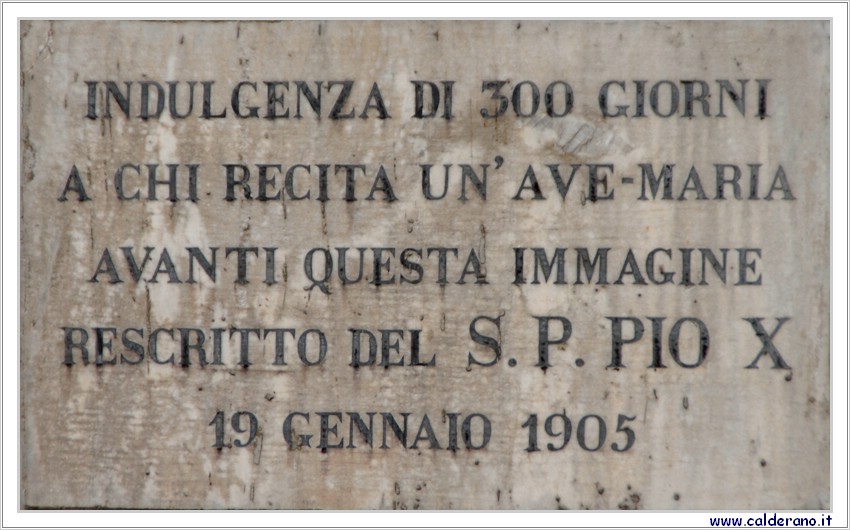 INDULGENZA DI 300 GIORNI
A CHI RECITA UN'AVE-MARIA
AVANTI QUESTA IMMAGINE
RESCRITTO DEL S. P. PIO X
19 GENNAIO 1905
www.calderano.it